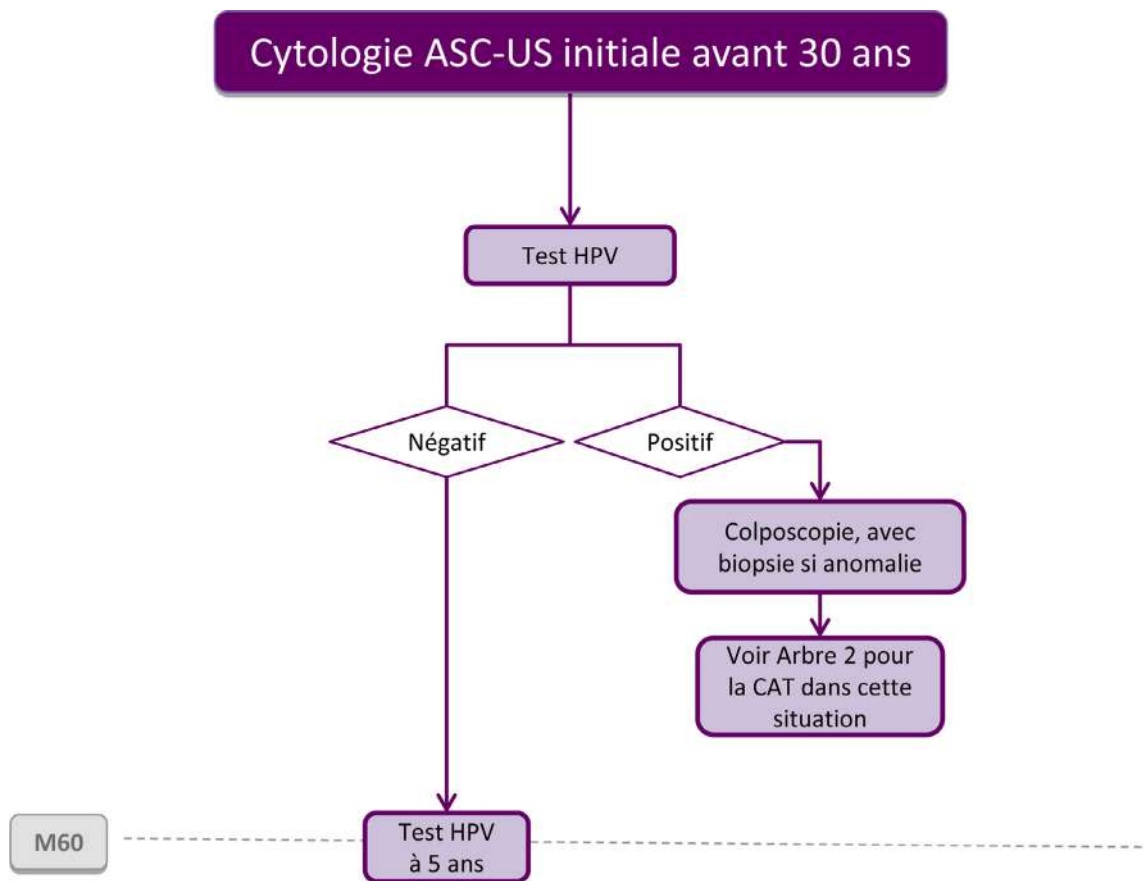 Cytologie ASC-US initiale avant 30 ans
Test HPV
Négatif
Positif
Colposcopie, avec
biopsie si anomalie
Voir Arbre 2 pour
la CAT dans cette
situation
M60
Test HPV
à 5 ans